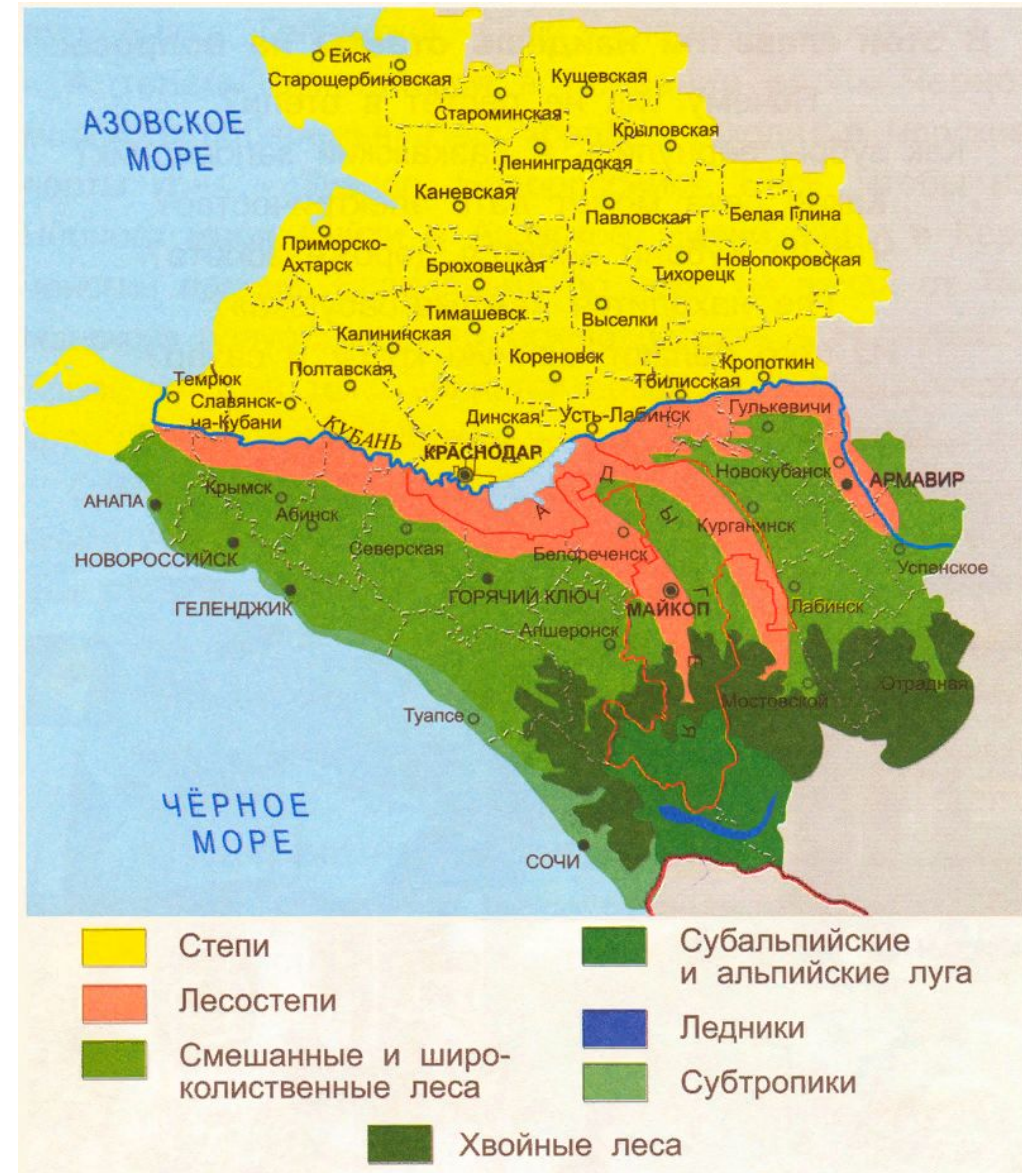 Ейск
Старощербиновская
Кущевская
Староминская
АЗОВСКОЕ
МОРЕ
Крыловская
Ленинградская
Каневская
Павловская
Белая Глина
Приморско-
Ахтарск
Брюховецкая
Тихорецк
Новопокровская
Тимашевск
Выселки
Калининская
Кореновск
Кропоткин
Полтавская
Тбилисская
Темрюк
Славянск-
на-Кубани
Динская
Усть-Лабинск
Гулькевичи
КУБАНЬ
КРАСНОДАР
Новокубанск
АРМАВИР
АНАПА
Крымск
Абинск
Курганинск
Северская
Белореченск
НОВОРОССИЙСК
Успенское
ГЕЛЕНДЖИК
ГОРЯЧИЙ КЛЮЧ
МАЙКОП
Лабинск
Апшеронск
АДЫГЕЯ
Мостовской
Отрадная
Туапсе
ЧЁРНОЕ
МОРЕ
СОЧИ
Степи
Лесостепи
Смешанные и широ-
колиственные леса
Субальпийские
и альпийские луга
Ледники
Субтропики
Хвойные леса